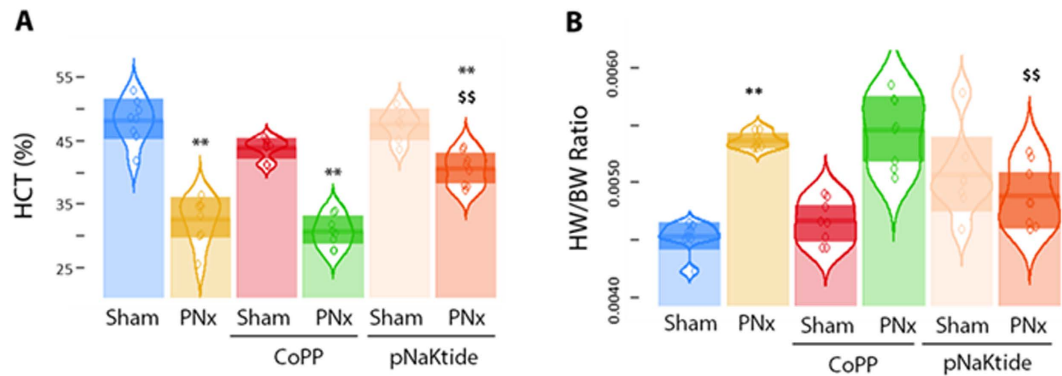 A
HCT (%)
55
45
35
25
**
**
**
$$
Sham PNx Sham PNx Sham PNx
CoPP pNaKtide
B
HW/BW Ratio
0.0060
0.0050
0.0040
**
$$
Sham PNx Sham PNx Sham PNx
CoPP pNaKtide